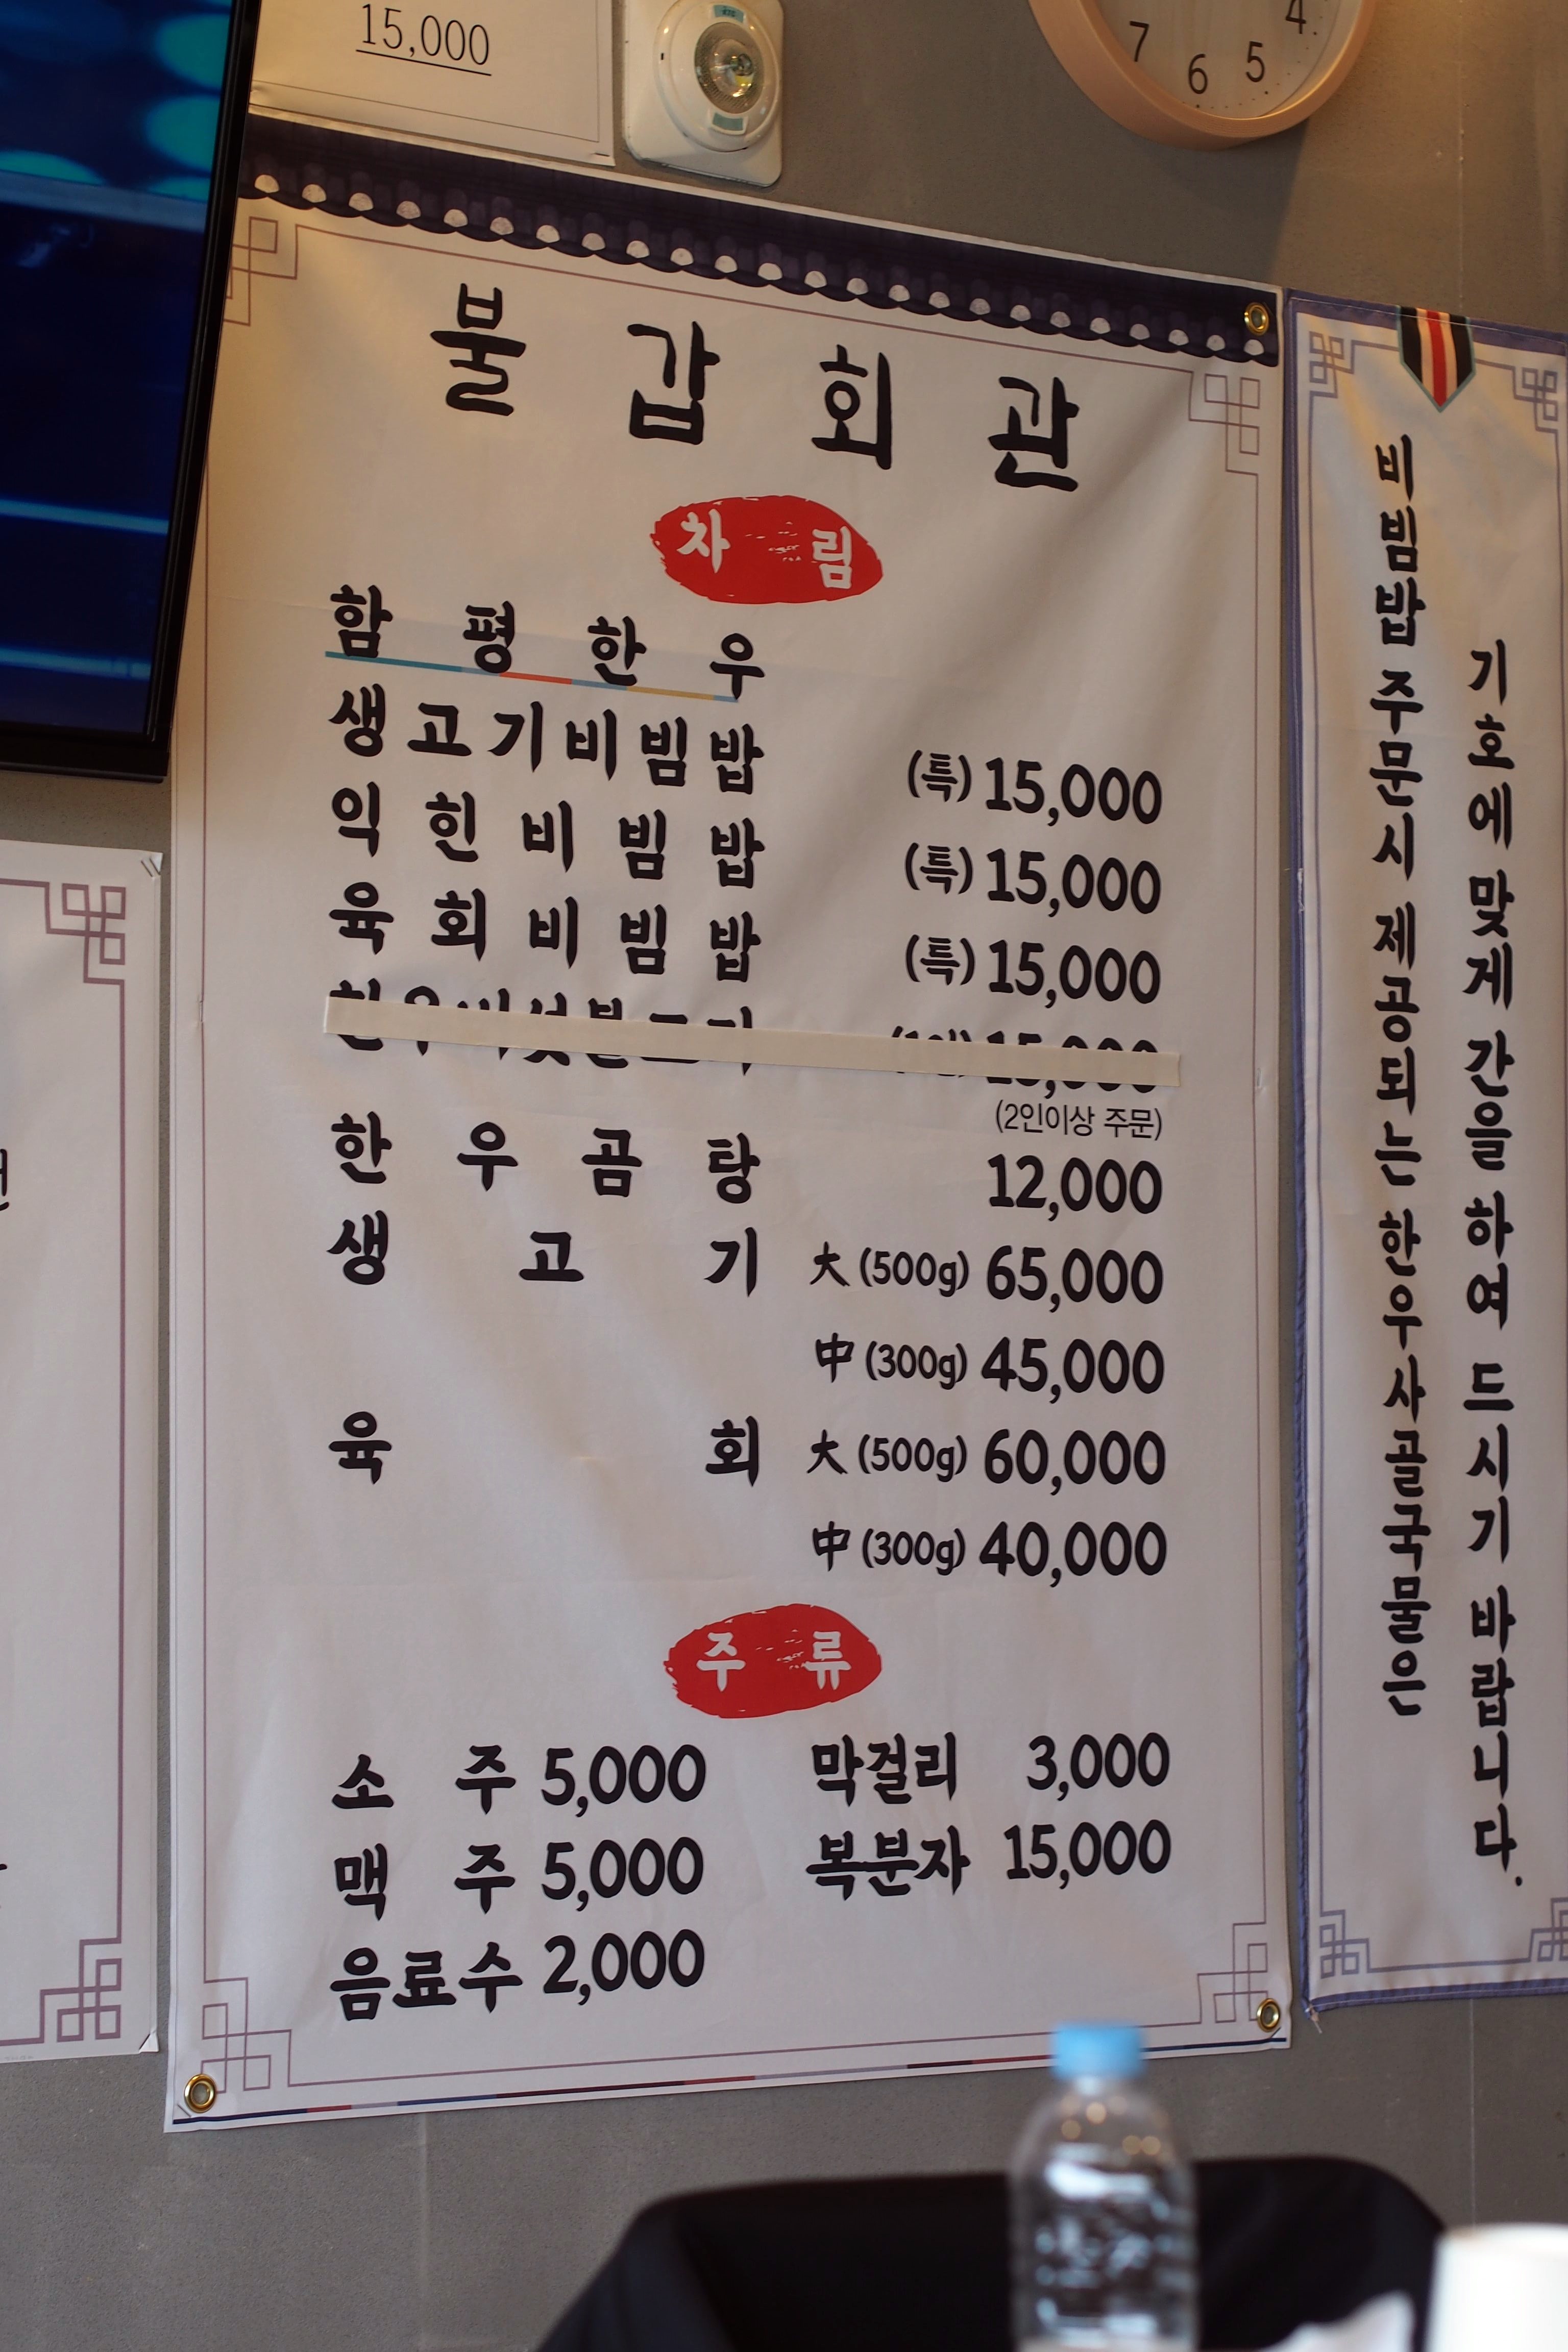 15,000
7 6 5 4
불갑회관
차림
함평한우
생고기비빔밥 (특) 15,000
익힌비빔밥 (특) 15,000
육회비빔밥 (특) 15,000
(2인이상 주문)
한우곰탕 12,000
생고기 大 (500g) 65,000
中 (300g) 45,000
육회 大 (500g) 60,000
中 (300g) 40,000
주류
소주 5,000 막걸리 3,000
맥주 5,000 복분자 15,000
음료수 2,000
비빔밥 주문시 제공되는 한우사골국물은
기호에 맞게 간을 하여 드시기 바랍니다.